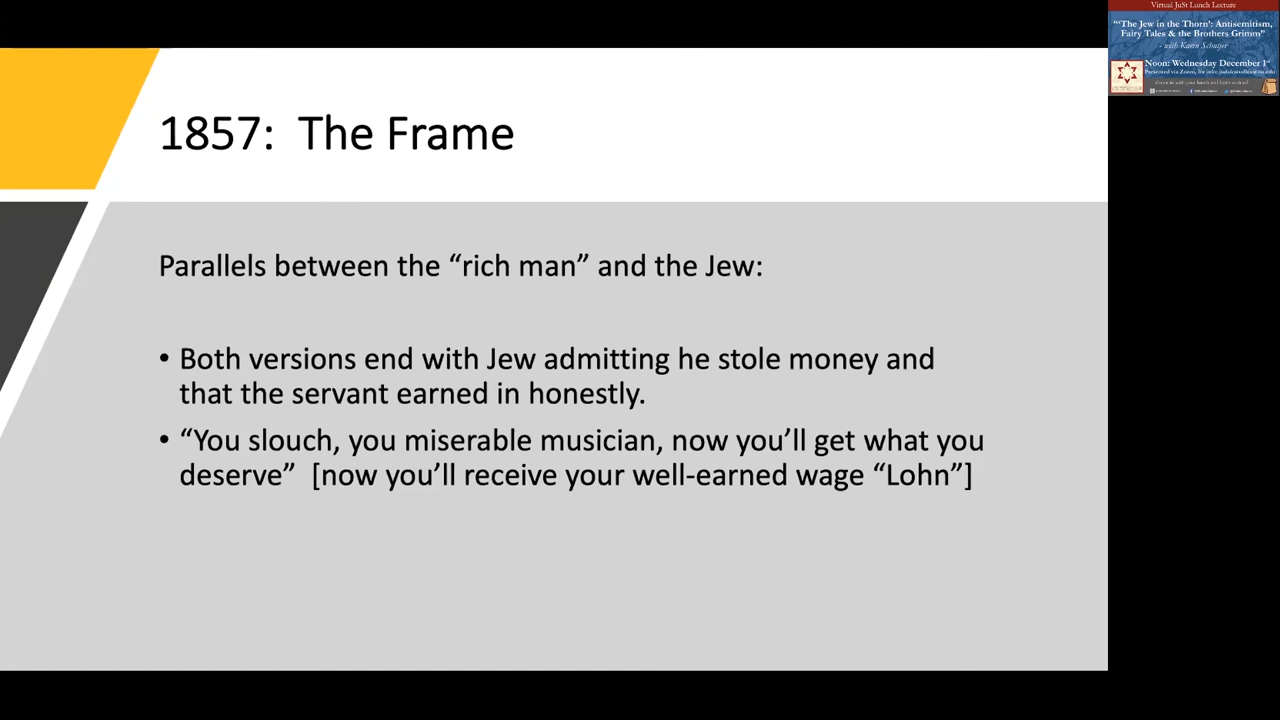 Virtual JuSt Lunch Lecture
"'The Jew in the Thorn': Antisemitism,
Fairy Tales & the Brothers Grimm"
- with Karin Schutjer
Noon: Wednesday December 1st
Presented via Zoom, for info:
1857: The Frame
Parallels between the “rich man” and the Jew:
• Both versions end with Jew admitting he stole money and
that the servant earned in honestly.
• “You slouch, you miserable musician, now you’ll get what you
deserve” [now you’ll receive your well-earned wage “Lohn”]